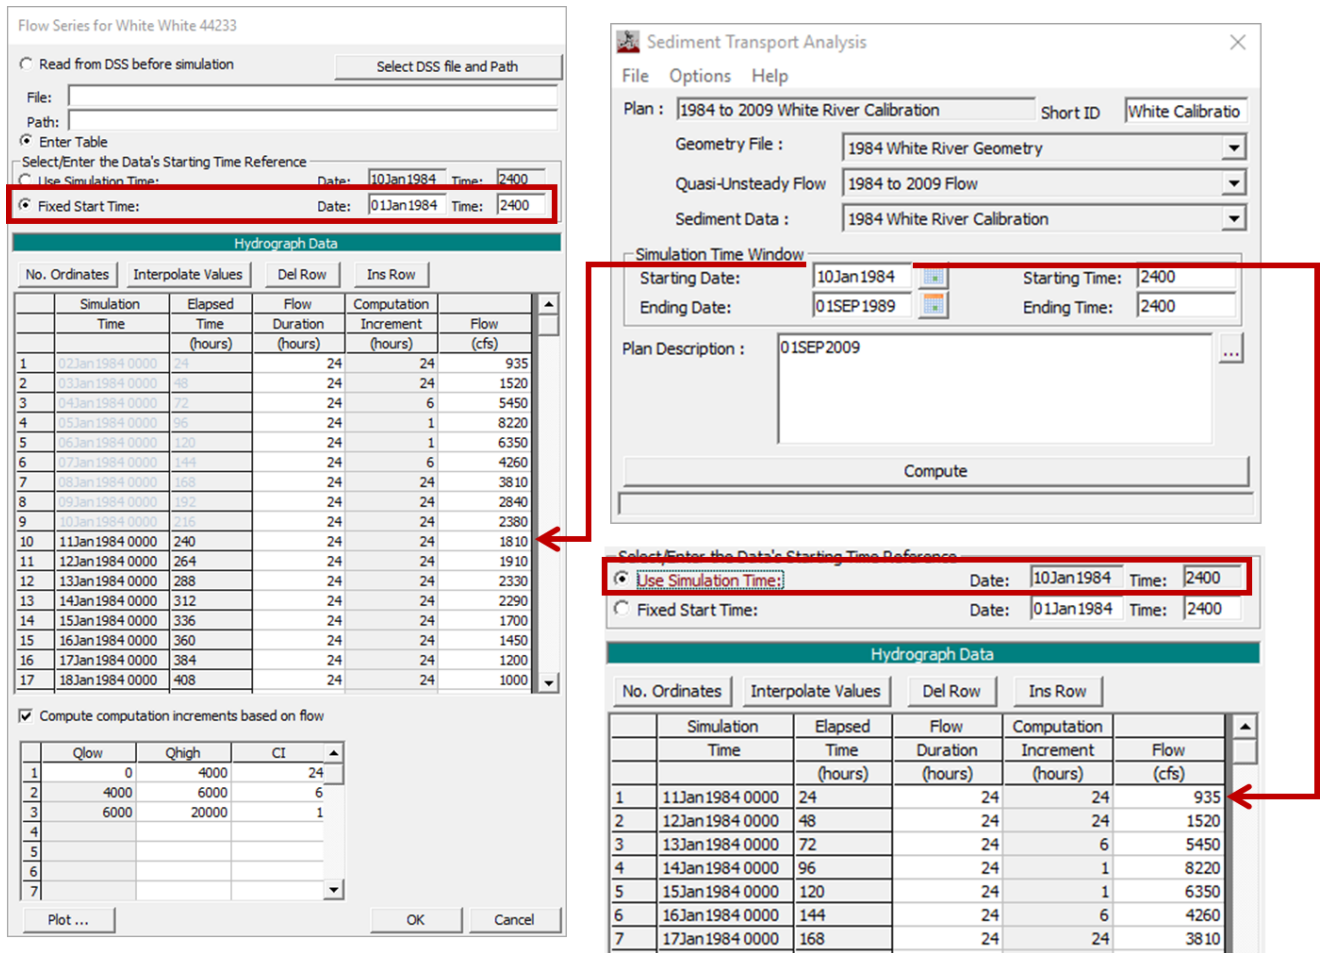 Flow Series for White White 44233
Read from DSS before simulation
Select DSS file and Path
File:
Path:
Enter Table
Select/Enter the Data's Starting Time Reference
Use Simulation Time: Date: 10Jan1984 Time: 2400
Fixed Start Time: Date: 01Jan1984 Time: 2400
Hydrograph Data
No. Ordinates Interpolate Values Del Row Ins Row
Simulation Elapsed Flow Computation
Time Time Duration Increment Flow
(hours) (hours) (hours) (cfs)
1 02Jan1984 0000 24 24 24 935
2 03Jan1984 0000 48 24 24 1520
3 04Jan1984 0000 72 24 6 5450
4 05Jan1984 0000 96 24 1 8220
5 06Jan1984 0000 120 24 1 6350
6 07Jan1984 0000 144 24 6 4260
7 08Jan1984 0000 168 24 24 3810
8 09Jan1984 0000 192 24 24 2840
9 10Jan1984 0000 216 24 24 2380
10 11Jan1984 0000 240 24 24 1810
11 12Jan1984 0000 264 24 24 1910
12 13Jan1984 0000 288 24 24 2330
13 14Jan1984 0000 312 24 24 2290
14 15Jan1984 0000 336 24 24 1700
15 16Jan1984 0000 360 24 24 1450
16 17Jan1984 0000 384 24 24 1200
17 18Jan1984 0000 408 24 24 1000
Compute computation increments based on flow
Qlow Qhigh CI
1 0 4000 24
2 4000 6000 6
3 6000 20000 1
4
5
6
7
Plot ... OK Cancel
Sediment Transport Analysis
File Options Help
Plan : 1984 to 2009 White River Calibration Short ID White Calibratio
Geometry File : 1984 White River Geometry
Quasi-Unsteady Flow 1984 to 2009 Flow
Sediment Data : 1984 White River Calibration
Simulation Time Window
Starting Date: 10Jan1984 Starting Time: 2400
Ending Date: 01SEP1989 Ending Time: 2400
Plan Description : 01SEP2009
...
Compute
Select/Enter the Data's Starting Time Reference
Use Simulation Time: Date: 10Jan1984 Time: 2400
Fixed Start Time: Date: 01Jan1984 Time: 2400
Hydrograph Data
No. Ordinates Interpolate Values Del Row Ins Row
Simulation Elapsed Flow Computation
Time Time Duration Increment Flow
(hours) (hours) (hours) (cfs)
1 11Jan1984 0000 24 24 24 935
2 12Jan1984 0000 48 24 24 1520
3 13Jan1984 0000 72 24 6 5450
4 14Jan1984 0000 96 24 1 8220
5 15Jan1984 0000 120 24 1 6350
6 16Jan1984 0000 144 24 6 4260
7 17Jan1984 0000 168 24 24 3810